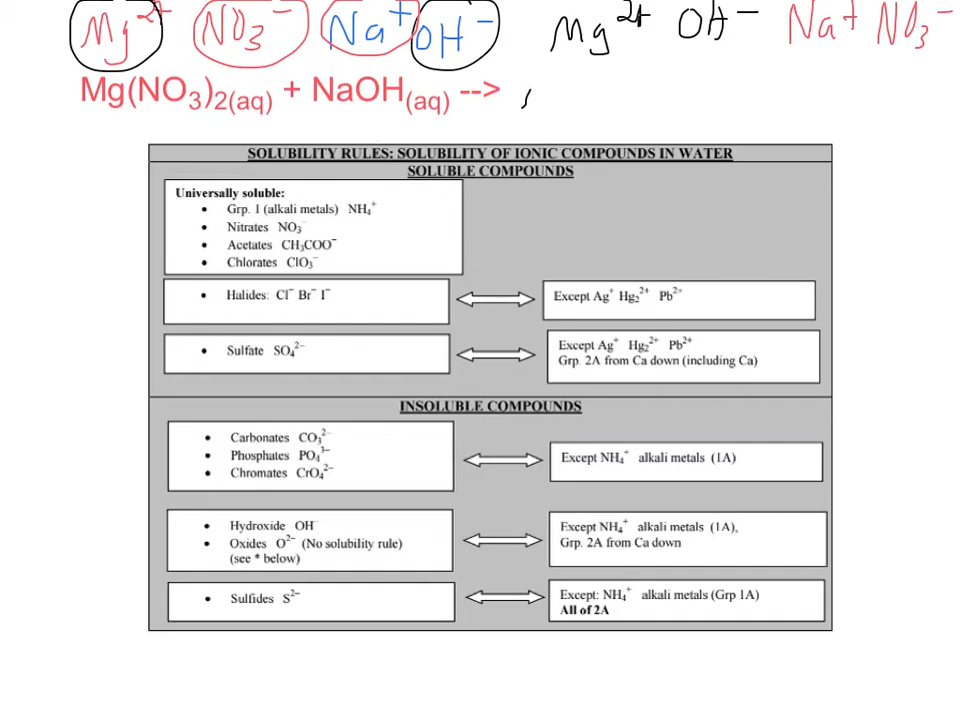 Mg²⁺ NO₃⁻ Na⁺ OH⁻ Mg²⁺ OH⁻ Na⁺ NO₃⁻
Mg(NO₃)₂₍aq₎ + NaOH₍aq₎ -->
SOLUBILITY RULES: SOLUBILITY OF IONIC COMPOUNDS IN WATER
SOLUBLE COMPOUNDS
Universally soluble:
• Grp. 1 (alkali metals) NH₄⁺
• Nitrates NO₃⁻
• Acetates CH₃COO⁻
• Chlorates ClO₃⁻
• Halides: Cl⁻ Br⁻ I⁻
Except Ag⁺ Hg₂²⁺ Pb²⁺
• Sulfate SO₄²⁻
Except Ag⁺ Hg₂²⁺ Pb²⁺
Grp. 2A from Ca down (including Ca)
INSOLUBLE COMPOUNDS
• Carbonates CO₃²⁻
• Phosphates PO₄³⁻
• Chromates CrO₄²⁻
Except NH₄⁺ alkali metals (1A)
• Hydroxide OH⁻
• Oxides O²⁻ (No solubility rule)
(see * below)
Except NH₄⁺ alkali metals (1A),
Grp. 2A from Ca down
• Sulfides S²⁻
Except: NH₄⁺ alkali metals (Grp 1A)
All of 2A